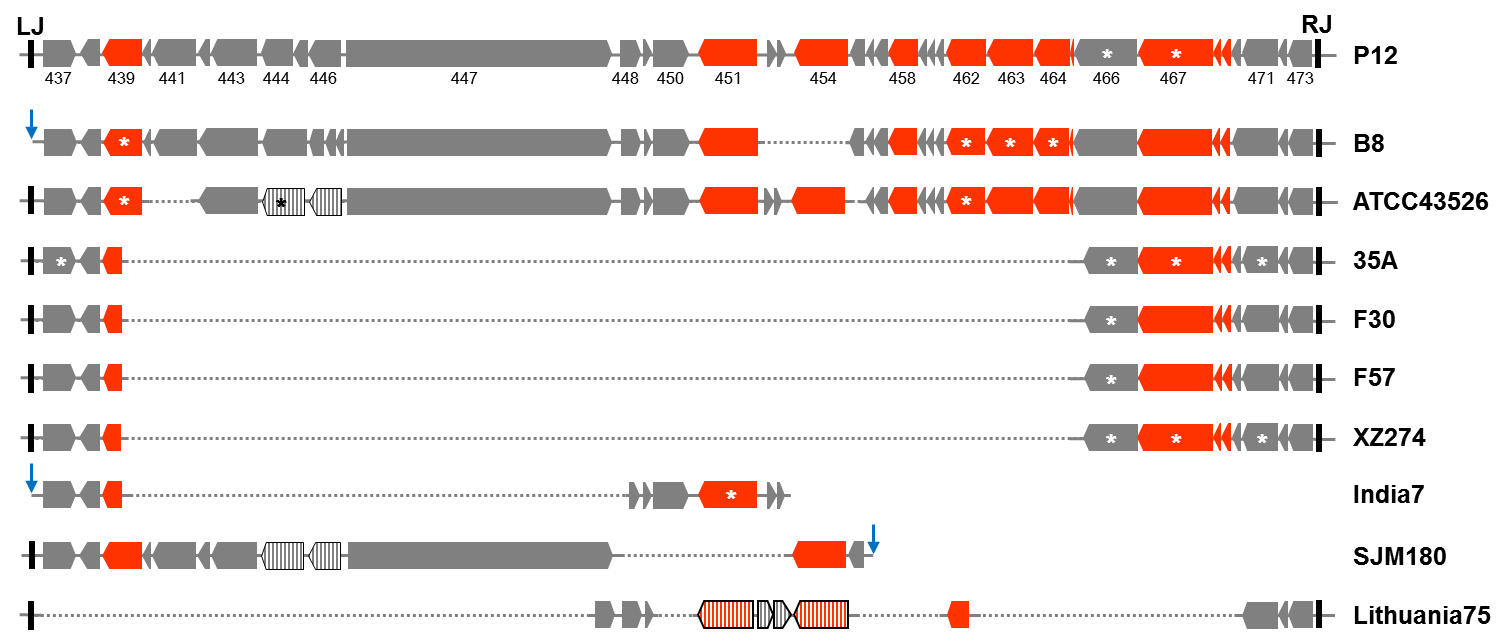 LJ RJ
P12
437 439 441 443 444 446 447 448 450 451 454 458 462 463 464 466 467 471 473
* *
B8
* * * *
ATCC43526
* * *
35A
* * * *
F30
*
F57
*
XZ274
* * *
India7
*
SJM180
Lithuania75